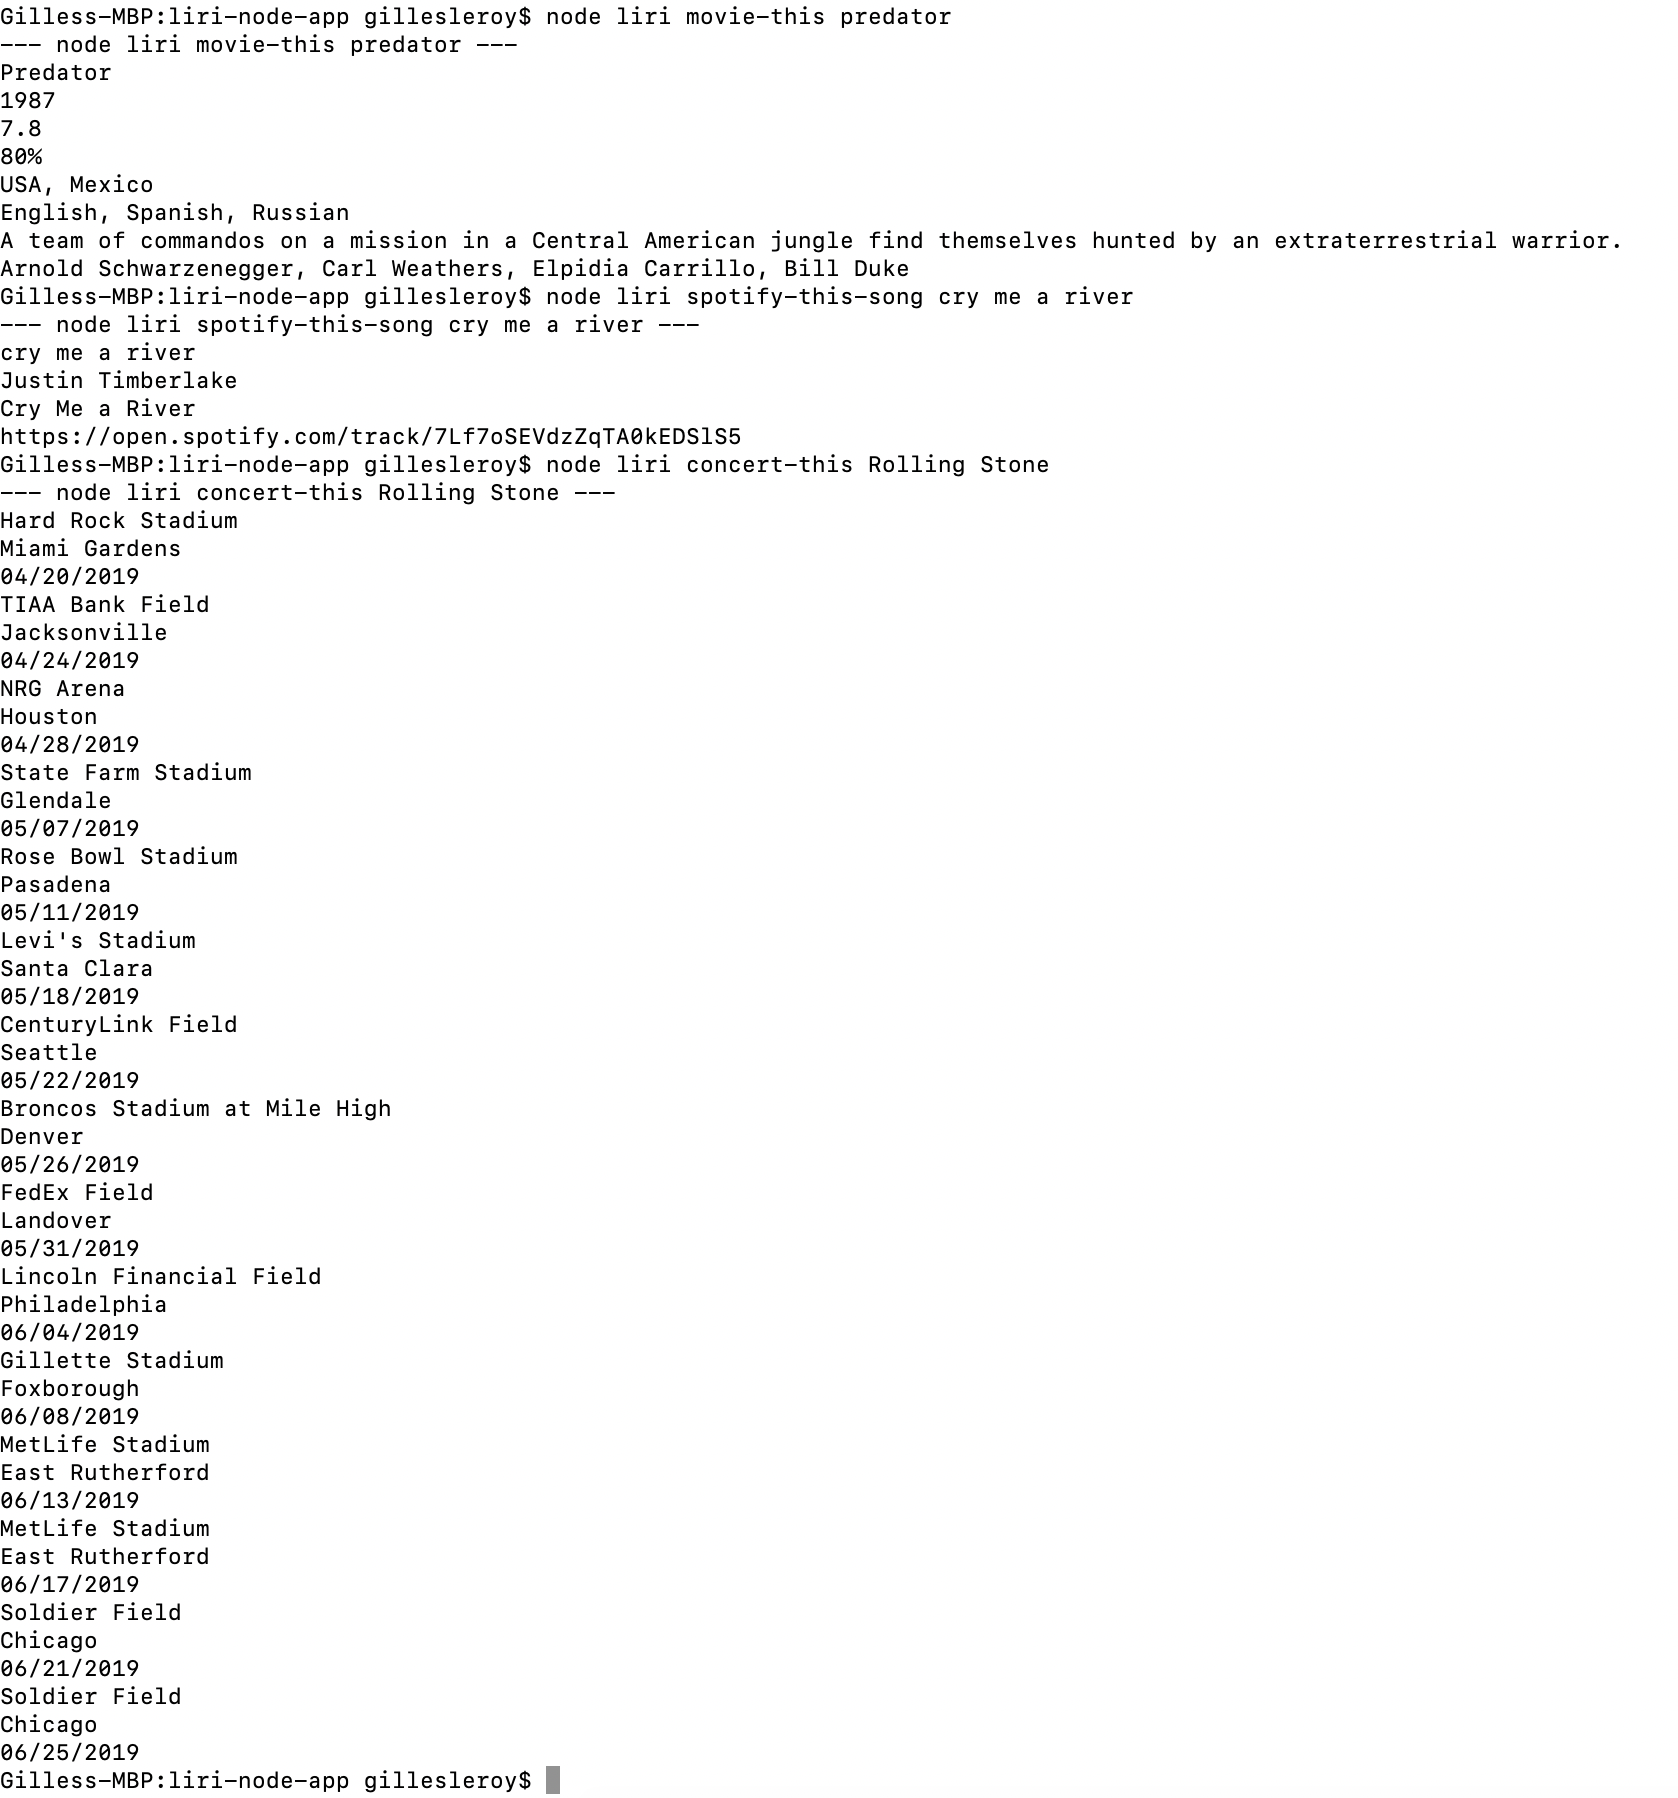 Gilless-MBP:liri-node-app gillesleroy$ node liri movie-this predator
--- node liri movie-this predator ---
Predator
1987
7.8
80%
USA, Mexico
English, Spanish, Russian
A team of commandos on a mission in a Central American jungle find themselves hunted by an extraterrestrial warrior.
Arnold Schwarzenegger, Carl Weathers, Elpidia Carrillo, Bill Duke
Gilless-MBP:liri-node-app gillesleroy$ node liri spotify-this-song cry me a river
--- node liri spotify-this-song cry me a river ---
cry me a river
Justin Timberlake
Cry Me a River
https://open.spotify.com/track/7Lf7oSEVdzZqTA0kEDSlS5
Gilless-MBP:liri-node-app gillesleroy$ node liri concert-this Rolling Stone
--- node liri concert-this Rolling Stone ---
Hard Rock Stadium
Miami Gardens
04/20/2019
TIAA Bank Field
Jacksonville
04/24/2019
NRG Arena
Houston
04/28/2019
State Farm Stadium
Glendale
05/07/2019
Rose Bowl Stadium
Pasadena
05/11/2019
Levi's Stadium
Santa Clara
05/18/2019
CenturyLink Field
Seattle
05/22/2019
Broncos Stadium at Mile High
Denver
05/26/2019
FedEx Field
Landover
05/31/2019
Lincoln Financial Field
Philadelphia
06/04/2019
Gillette Stadium
Foxborough
06/08/2019
MetLife Stadium
East Rutherford
06/13/2019
MetLife Stadium
East Rutherford
06/17/2019
Soldier Field
Chicago
06/21/2019
Soldier Field
Chicago
06/25/2019
Gilless-MBP:liri-node-app gillesleroy$